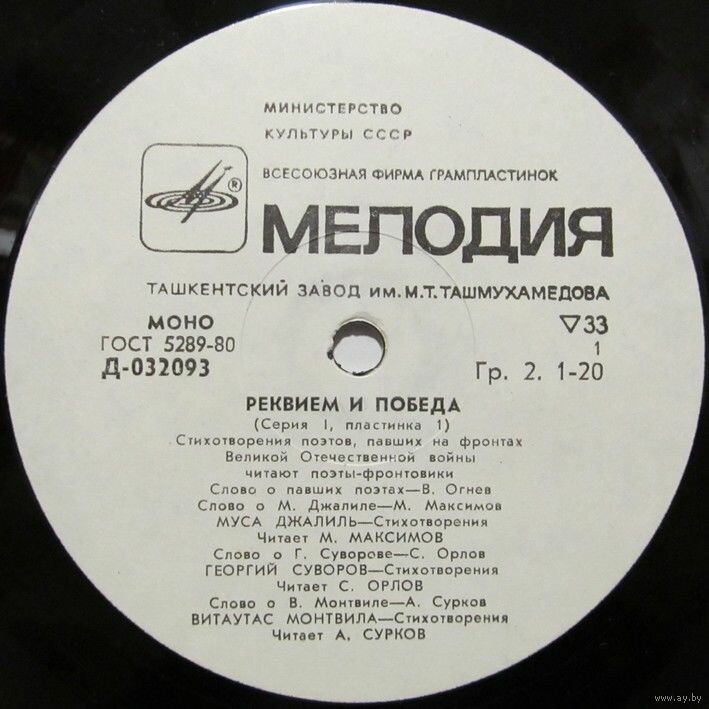 МИНИСТЕРСТВО
КУЛЬТУРЫ СССР
ВСЕСОЮЗНАЯ ФИРМА ГРАМПЛАСТИНОК
®
МЕЛОДИЯ
ТАШКЕНТСКИЙ ЗАВОД ИМ. М.Т. ТАШМУХАМЕДОВА
МОНО ▽33
ГОСТ 5289-80 1
Д-032093 Гр. 2. 1-20
РЕКВИЕМ И ПОБЕДА
(Серия I, пластинка 1)
Стихотворения поэтов, павших на фронтах
Великой Отечественной войны
читают поэты-фронтовики
Слово о павших поэтах—В. Огнев
Слово о М. Джалиле—М. Максимов
МУСА ДЖАЛИЛЬ—Стихотворения
Читает М. МАКСИМОВ
Слово о Г. Суворове—С. Орлов
ГЕОРГИЙ СУВОРОВ—Стихотворения
Читает С. ОРЛОВ
Слово о В. Монтвиле—А. Сурков
ВИТАУТАС МОНТВИЛА—Стихотворения
Читает А. СУРКОВ
www.ay.by